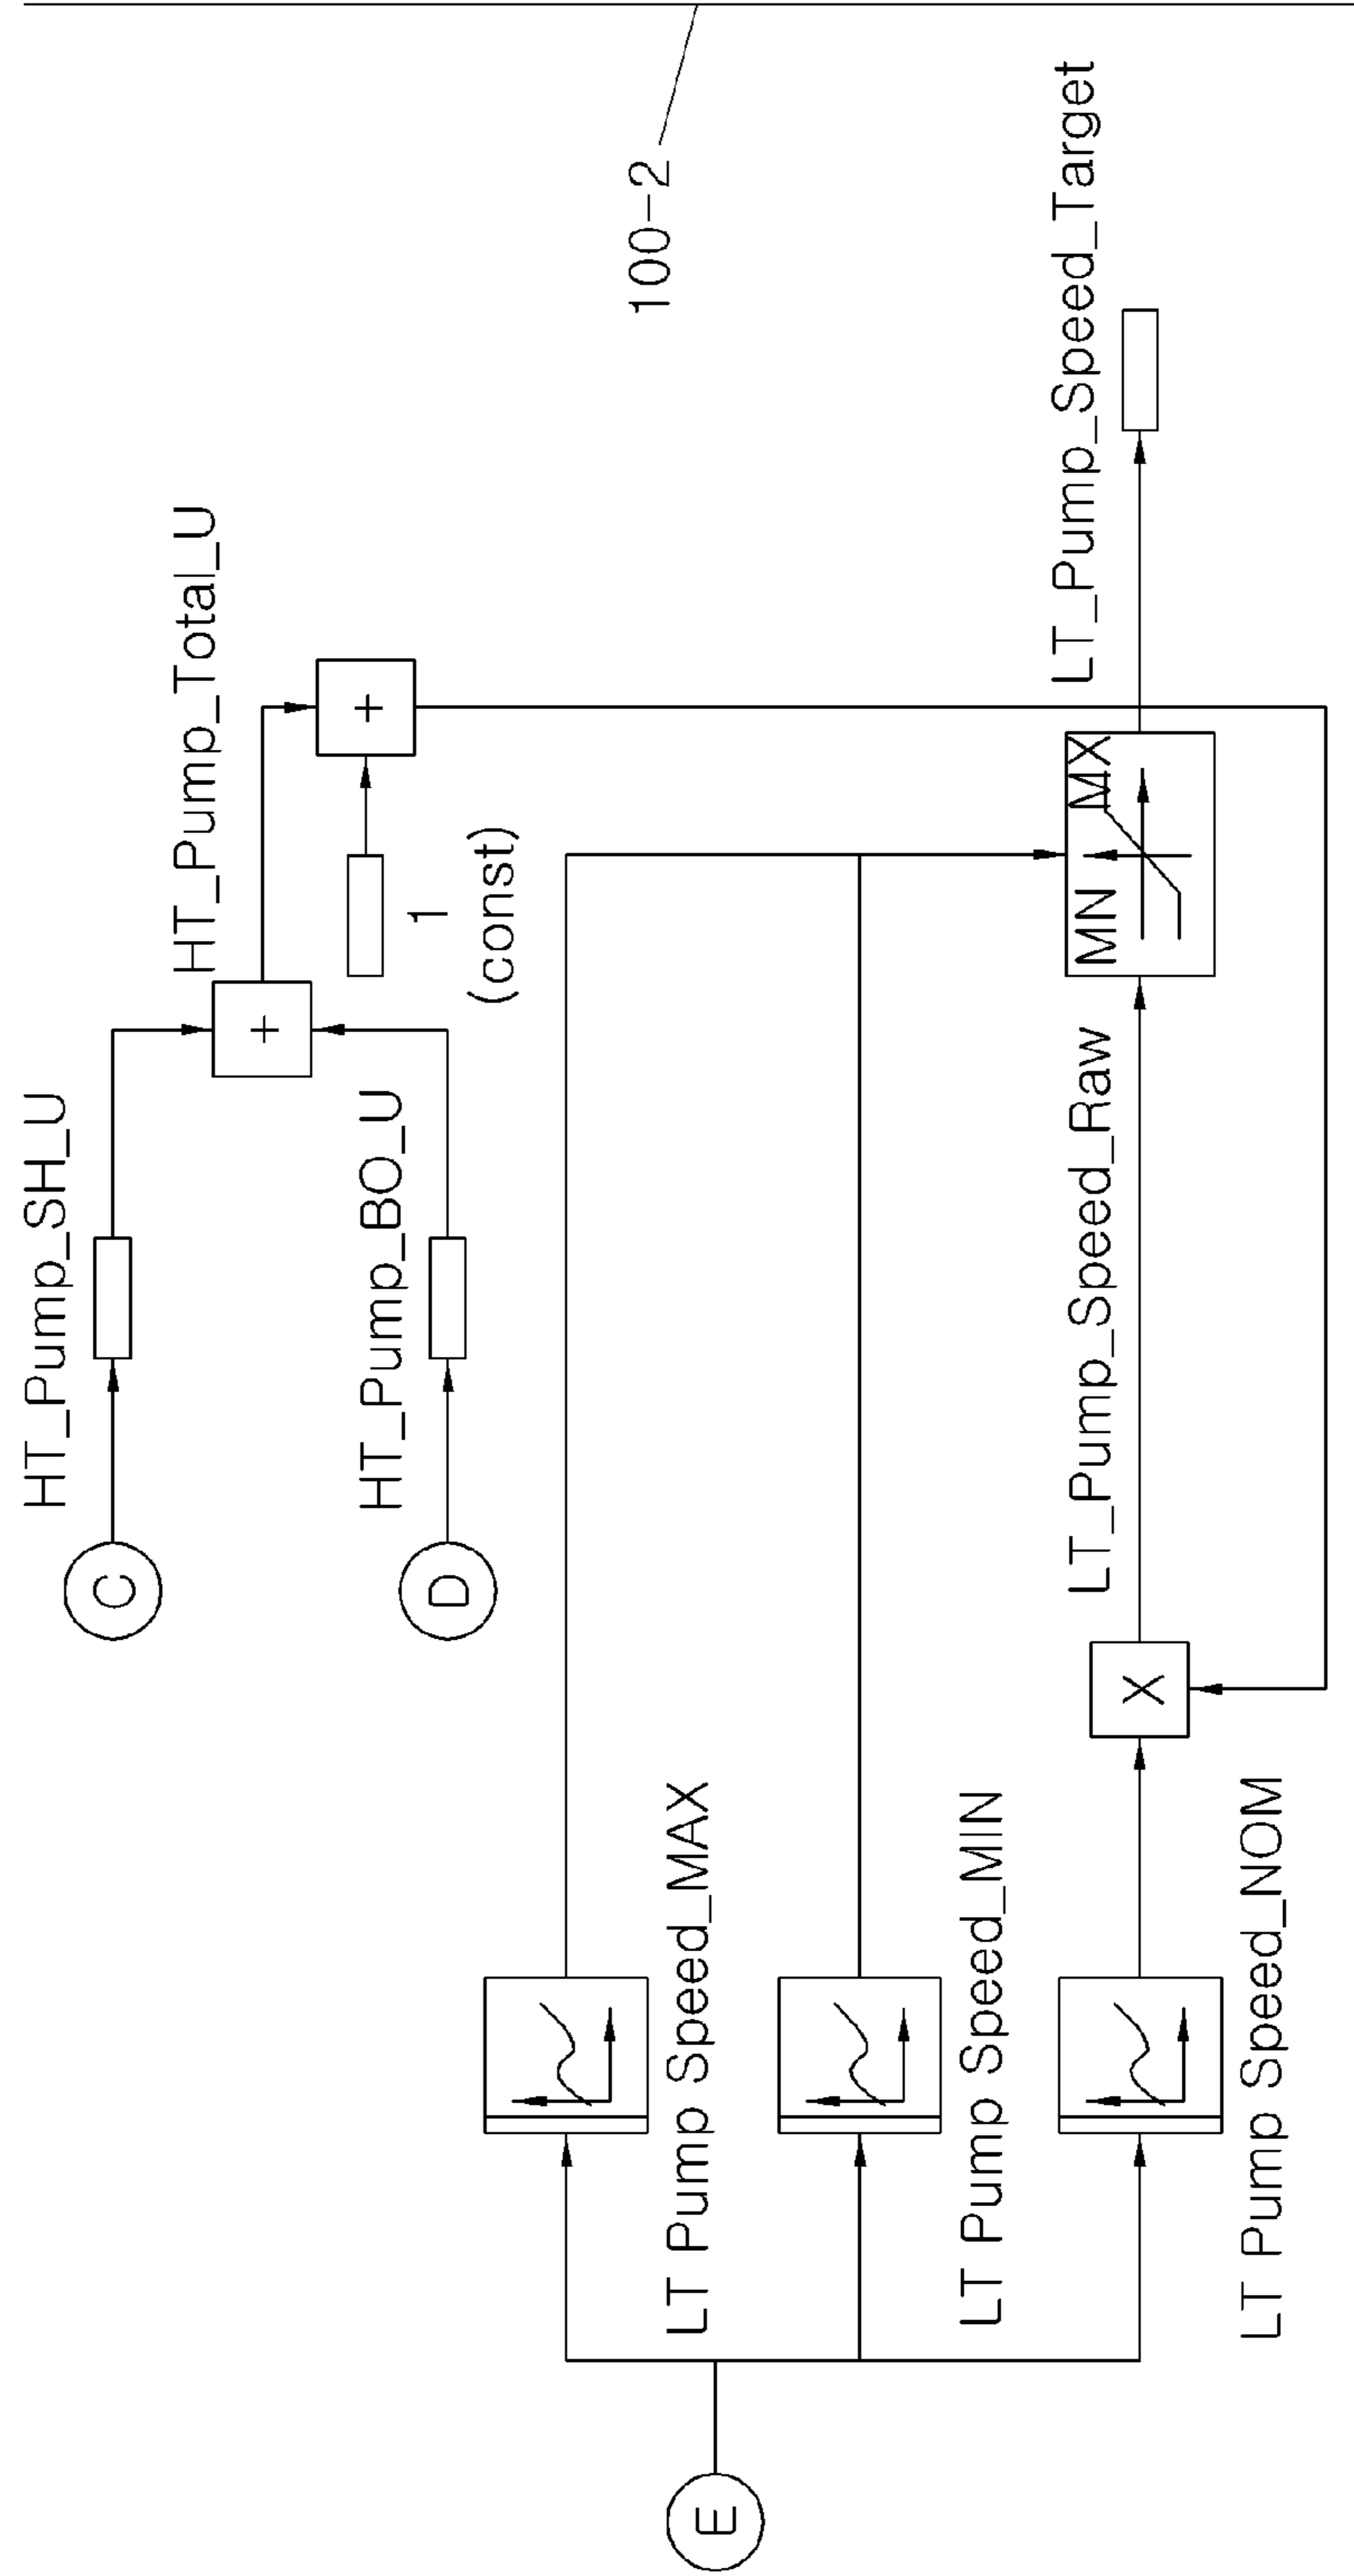 HT_Pump_SH_U
C
HT_Pump_Total_U
+
HT_Pump_BO_U
D
+
1
(const)
100-2
LT Pump Speed_MAX
E
LT Pump Speed_MIN
MN MX
LT_Pump_Speed_Raw
LT_Pump_Speed_Target
X
LT Pump Speed_NOM